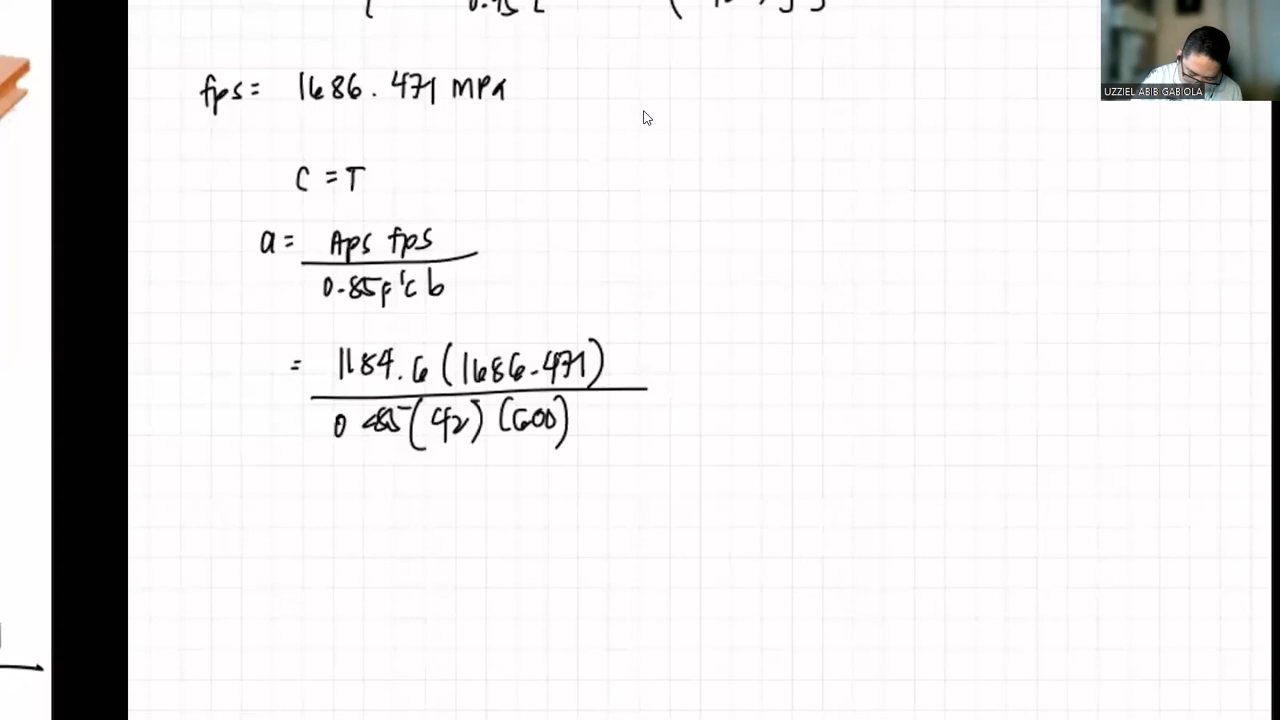 UZZIEL ABIB GABIOLA
fps = 1686.471 MPa
C = T
a = Aps fps
0.85f'c b
= 1184.6 (1686.471)
0.85 (42) (600)